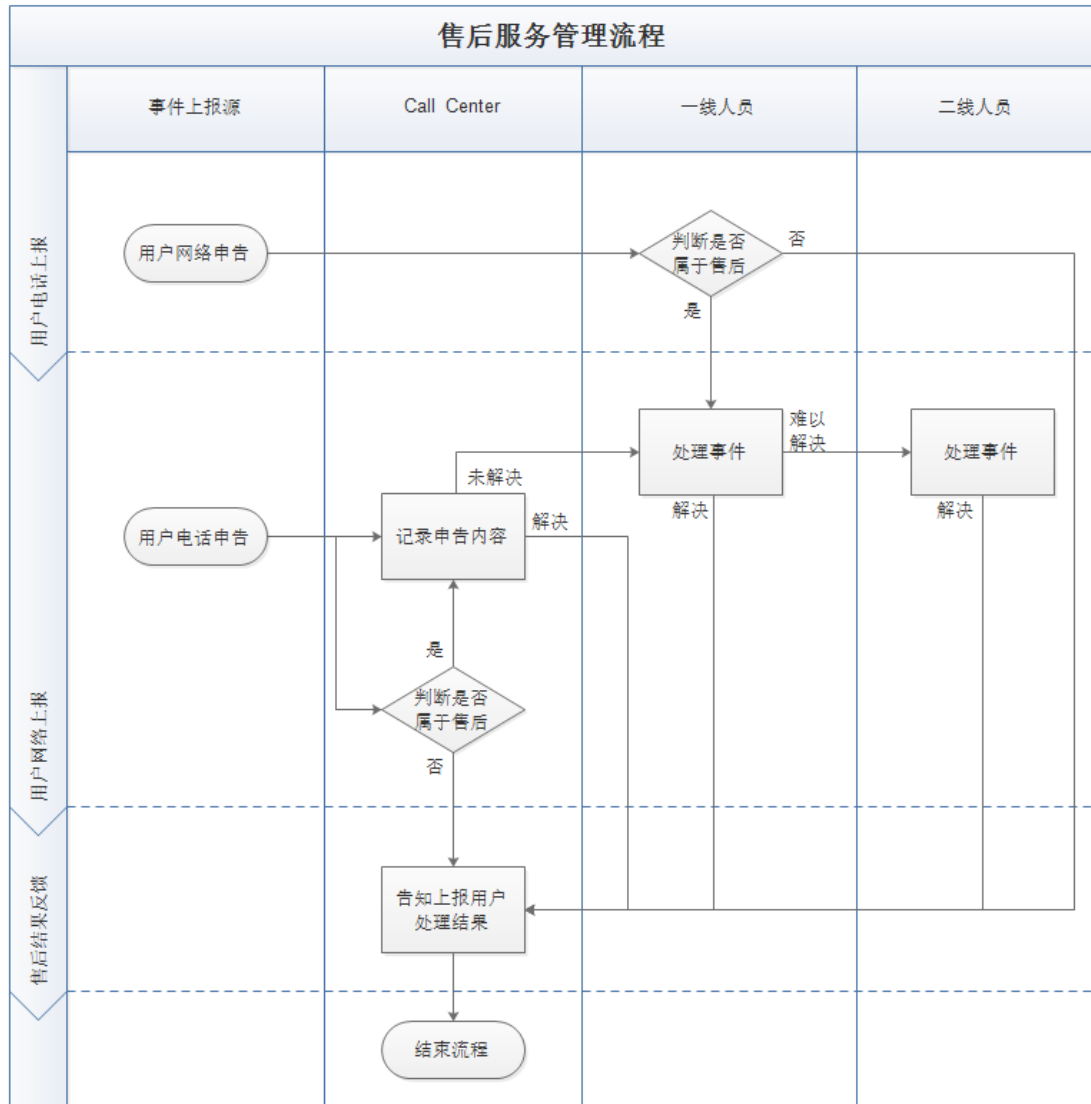 售后服务管理流程
事件上报源
Call Center
一线人员
二线人员
用户电话上报
用户网络申告
判断是否
属于售后
否
是
用户网络上报
处理事件
难以
解决
处理事件
未解决
解决
解决
用户电话申告
记录申告内容
解决
是
判断是否
属于售后
否
售后结果反馈
告知上报用户
处理结果
结束流程